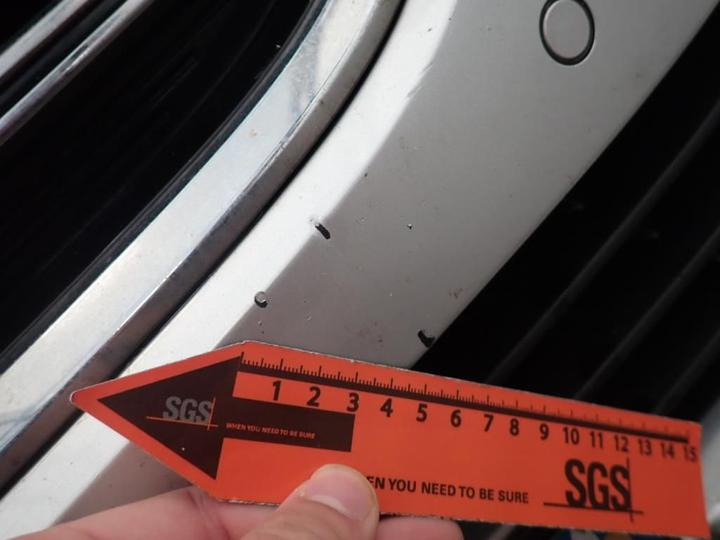 1 2 3 4 5 6 7 8 9 10 11 12 13 14 15
SGS
WHEN YOU NEED TO BE SURE
EN YOU NEED TO BE SURE
SGS